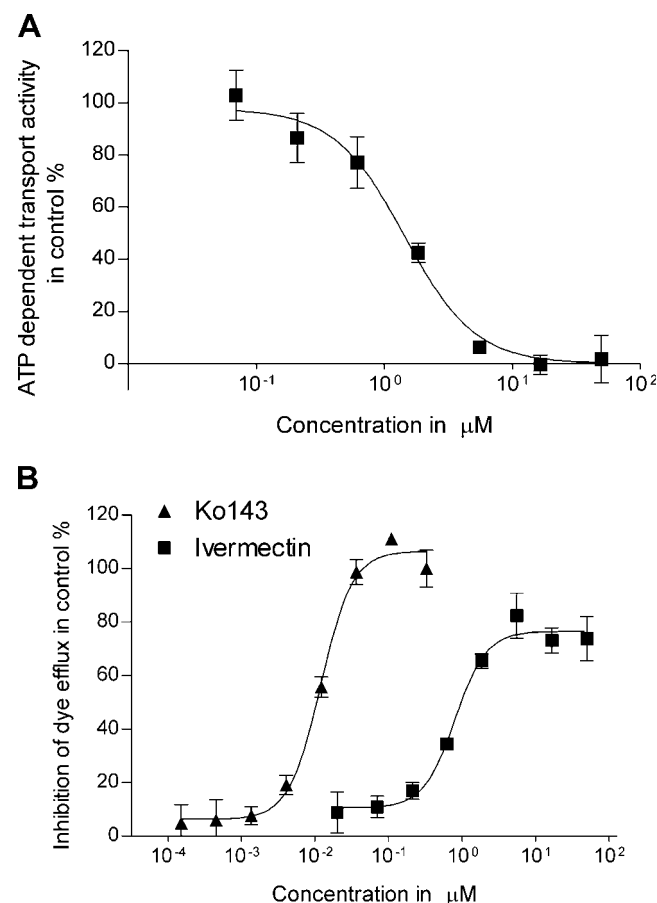 A
ATP dependent transport activity
in control %
120
100
80
60
40
20
0
10-1
100
101
102
Concentration in μM
B
Ko143
Ivermectin
Inhibition of dye efflux in control %
120
100
80
60
40
20
0
10-4
10-3
10-2
10-1
100
101
102
Concentration in μM